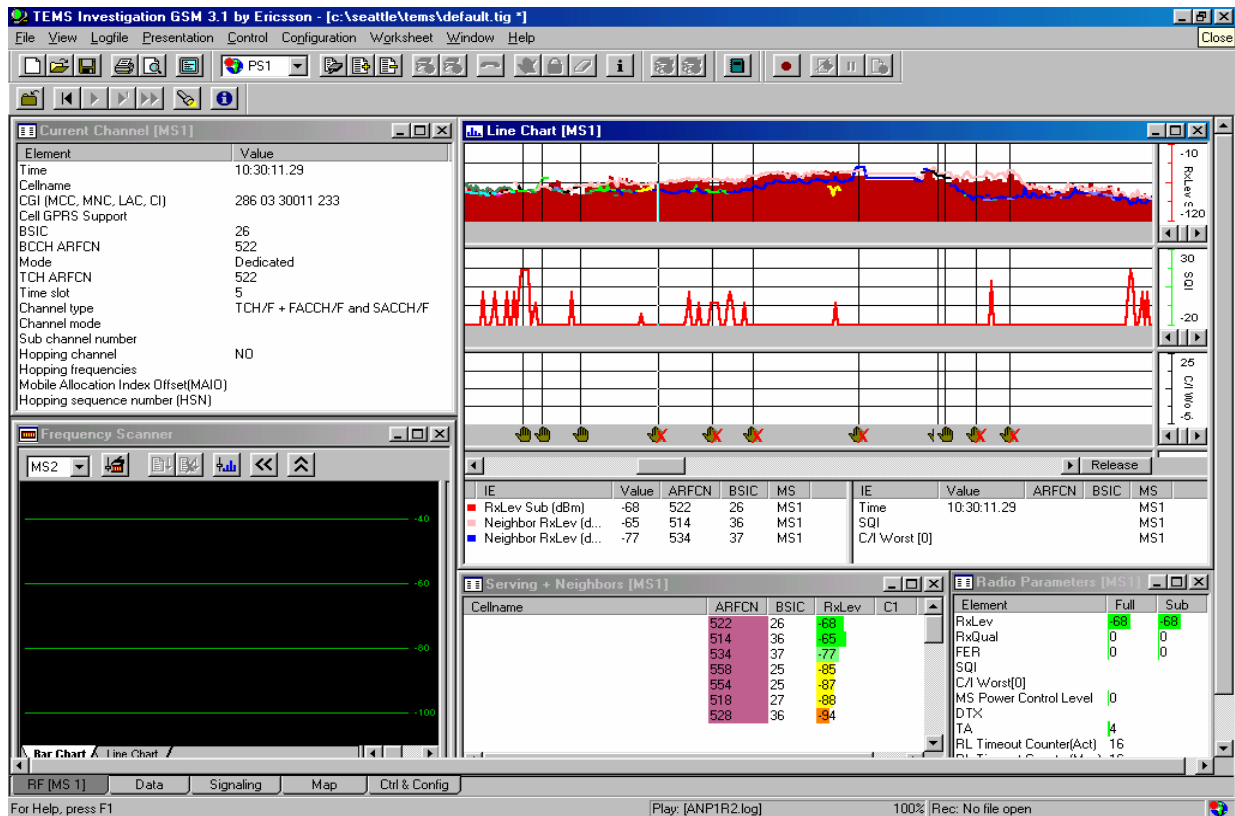 TEMS Investigation GSM 3.1 by Ericsson - [c:\seattle\tems\default.tig *]
File View Logfile Presentation Control Configuration Worksheet Window Help
Close
PS1
Current Channel [MS1]
Element Value
Time 10:30:11.29
Cellname
CGI (MCC, MNC, LAC, CI) 286 03 30011 233
Cell GPRS Support
BSIC 26
BCCH ARFCN 522
Mode Dedicated
TCH ARFCN 522
Time slot 5
Channel type TCH/F + FACCH/F and SACCH/F
Channel mode
Sub channel number
Hopping channel NO
Hopping frequencies
Mobile Allocation Index Offset(MAIO)
Hopping sequence number (HSN)
Line Chart [MS1]
-10
RxLev S
-120
30
SQI
-20
25
C/I Wo
-5.
Release
IE Value ARFCN BSIC MS
RxLev Sub (dBm) -68 522 26 MS1
Neighbor RxLev (d... -65 514 36 MS1
Neighbor RxLev (d... -77 534 37 MS1
IE Value ARFCN BSIC MS
Time 10:30:11.29 MS1
SQI MS1
C/I Worst [0] MS1
Frequency Scanner
MS2
-40
-60
-80
-100
Bar Chart Line Chart
Serving + Neighbors [MS1]
Cellname ARFCN BSIC RxLev C1
522 26 -68
514 36 -65
534 37 -77
558 25 -85
554 25 -87
518 27 -88
528 36 -94
Radio Parameters [MS1]
Element Full Sub
RxLev -68 -68
RxQual 0 0
FER 0 0
SQI
C/I Worst[0]
MS Power Control Level 0
DTX
TA 4
RL Timeout Counter(Act) 16
RF [MS 1] Data Signaling Map Ctrl & Config
For Help, press F1
Play: [ANP1R2.log]
100% Rec: No file open